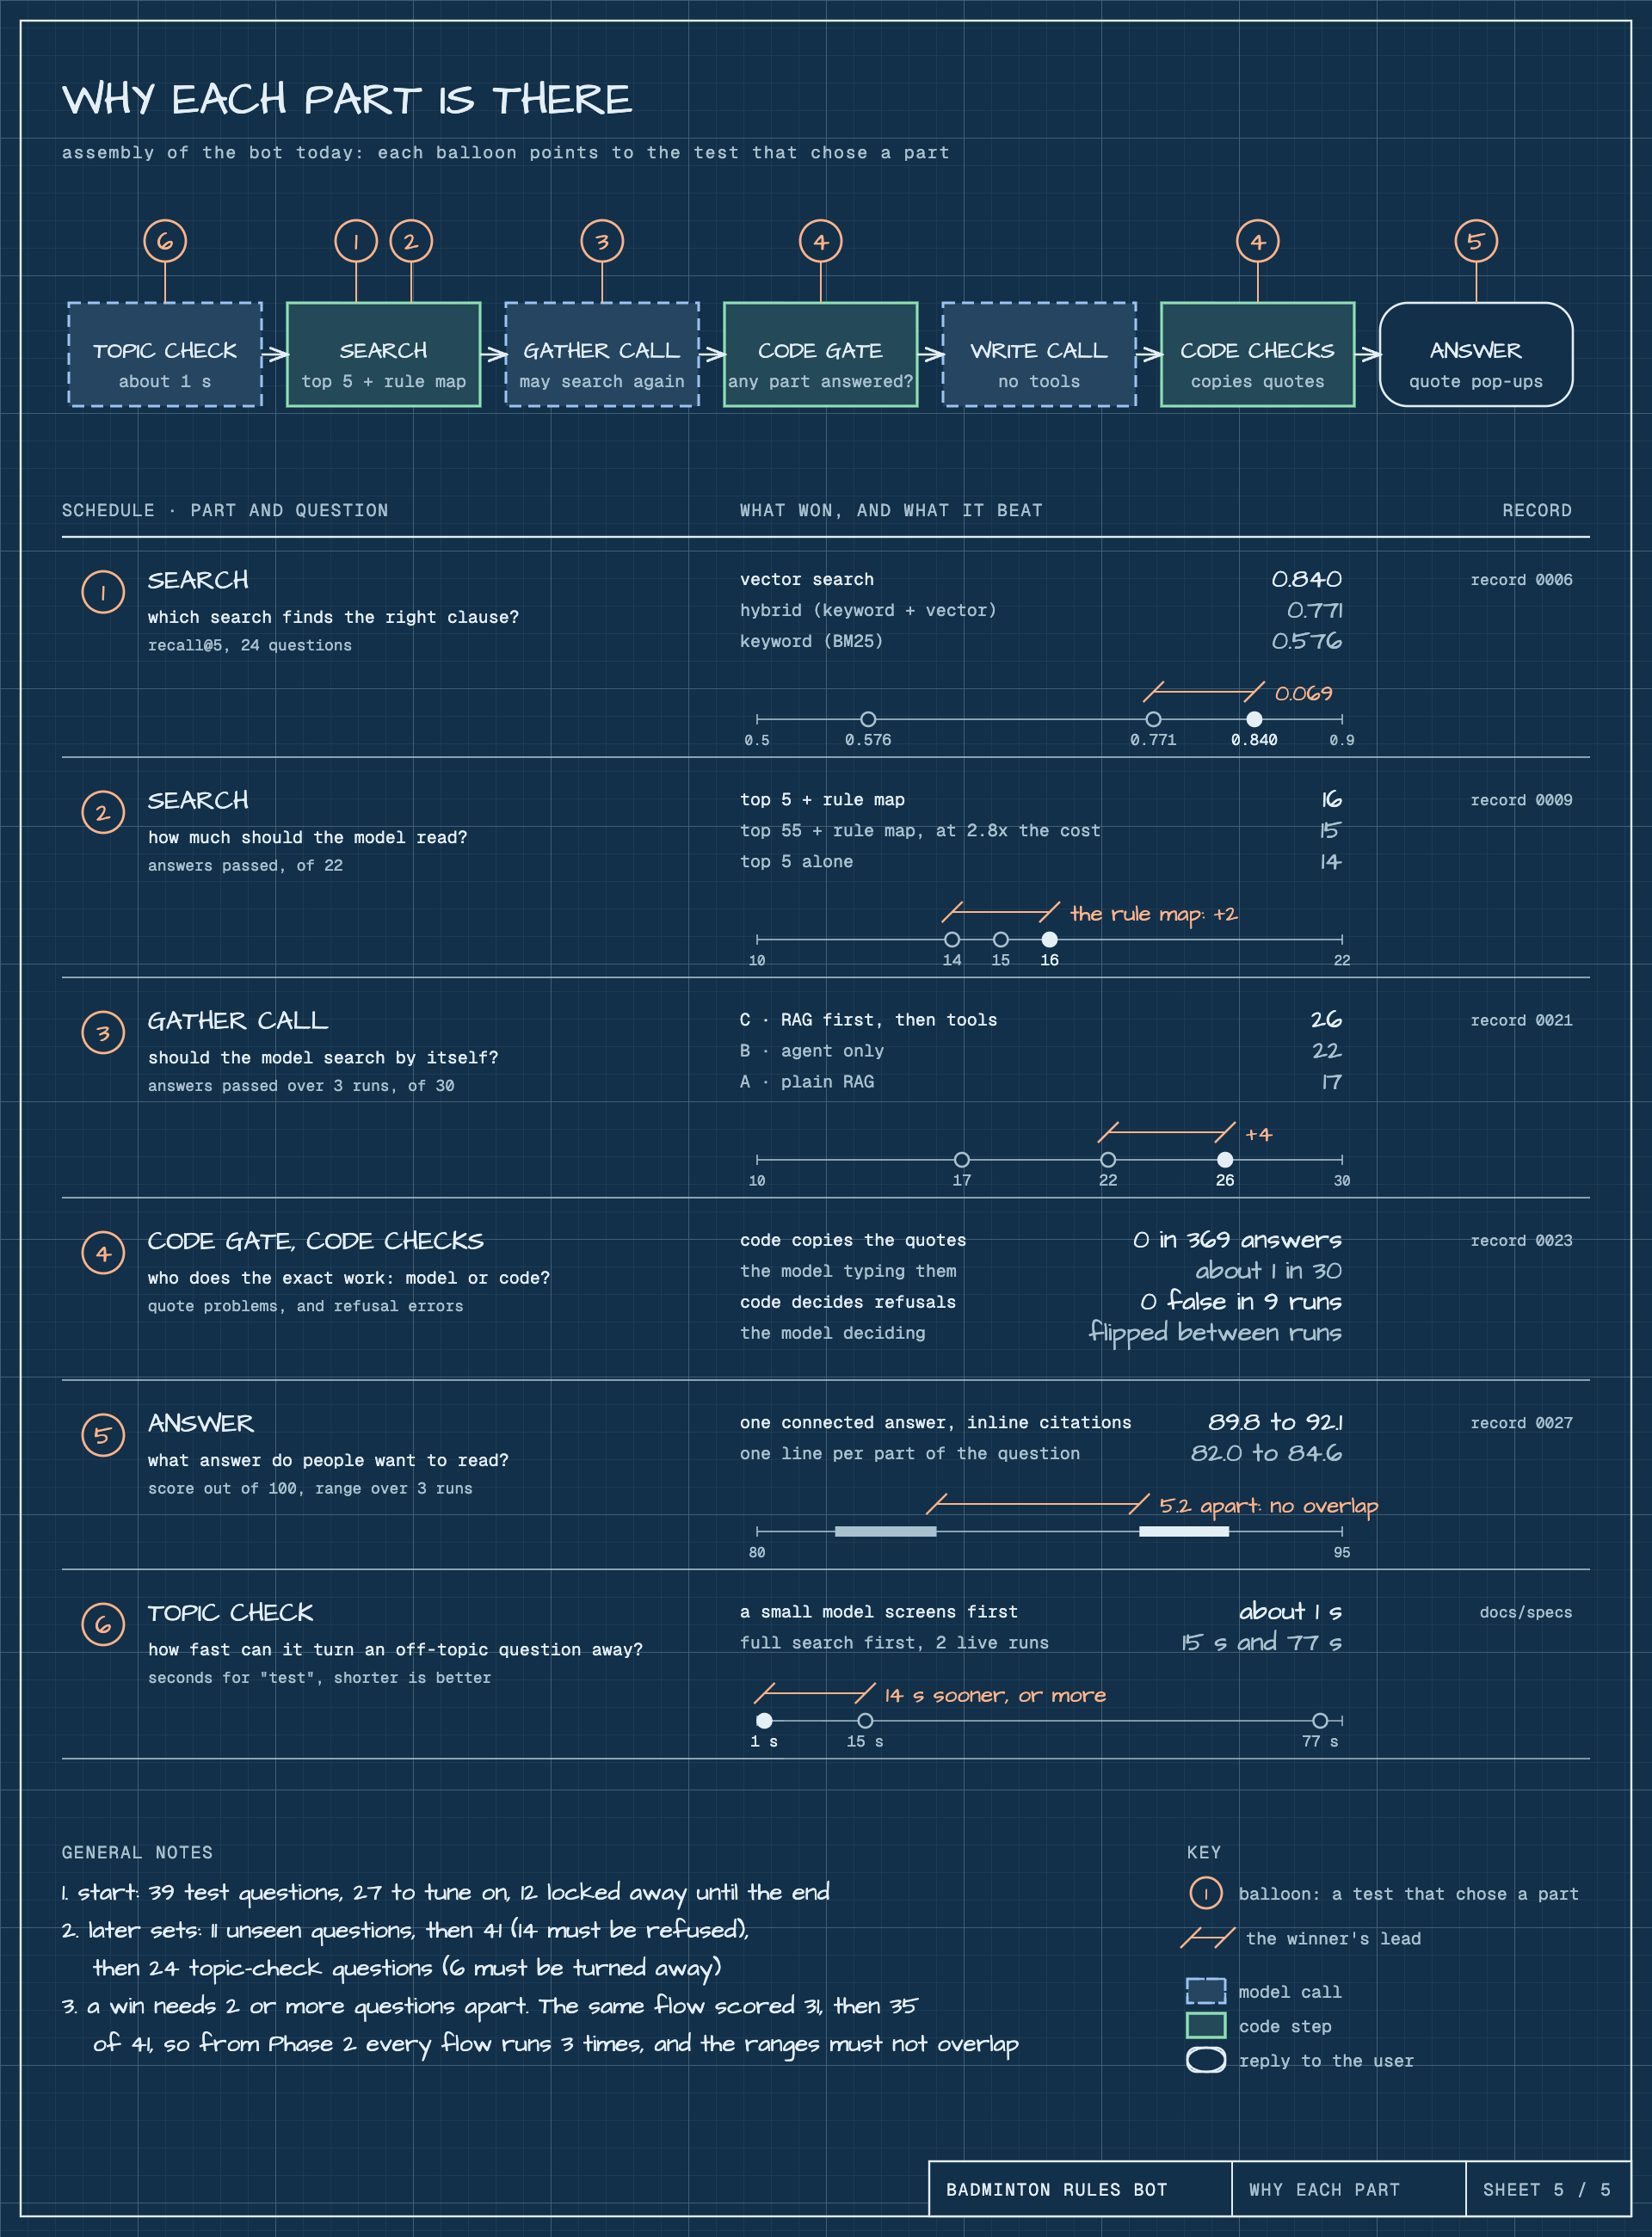 WHY EACH PART IS THERE
assembly of the bot today: each balloon points to the test that chose a part
6
1
2
3
4
4
5
TOPIC CHECK
about 1 s
SEARCH
top 5 + rule map
GATHER CALL
may search again
CODE GATE
any part answered?
WRITE CALL
no tools
CODE CHECKS
copies quotes
ANSWER
quote pop-ups
SCHEDULE · PART AND QUESTION
WHAT WON, AND WHAT IT BEAT
RECORD
1
SEARCH
which search finds the right clause?
recall@5, 24 questions
vector search 0.840
hybrid (keyword + vector) 0.771
keyword (BM25) 0.576
record 0006
0.069
0.5 0.576 0.771 0.840 0.9
2
SEARCH
how much should the model read?
answers passed, of 22
top 5 + rule map 16
top 55 + rule map, at 2.8x the cost 15
top 5 alone 14
record 0009
the rule map: +2
10 14 15 16 22
3
GATHER CALL
should the model search by itself?
answers passed over 3 runs, of 30
C · RAG first, then tools 26
B · agent only 22
A · plain RAG 17
record 0021
+4
10 17 22 26 30
4
CODE GATE, CODE CHECKS
who does the exact work: model or code?
quote problems, and refusal errors
code copies the quotes 0 in 369 answers
the model typing them about 1 in 30
code decides refusals 0 false in 9 runs
the model deciding flipped between runs
record 0023
5
ANSWER
what answer do people want to read?
score out of 100, range over 3 runs
one connected answer, inline citations 89.8 to 92.1
one line per part of the question 82.0 to 84.6
record 0027
5.2 apart: no overlap
80 95
6
TOPIC CHECK
how fast can it turn an off-topic question away?
seconds for "test", shorter is better
a small model screens first about 1 s
full search first, 2 live runs 15 s and 77 s
docs/specs
14 s sooner, or more
1 s 15 s 77 s
GENERAL NOTES
1. start: 39 test questions, 27 to tune on, 12 locked away until the end
2. later sets: 11 unseen questions, then 41 (14 must be refused),
then 24 topic-check questions (6 must be turned away)
3. a win needs 2 or more questions apart. The same flow scored 31, then 35
of 41, so from Phase 2 every flow runs 3 times, and the ranges must not overlap
KEY
1 balloon: a test that chose a part
the winner's lead
model call
code step
reply to the user
BADMINTON RULES BOT
WHY EACH PART
SHEET 5 / 5